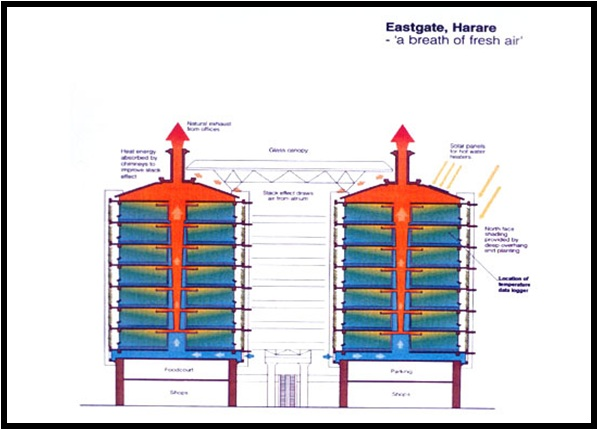 Eastgate, Harare
- 'a breath of fresh air'
Natural exhaust
from offices
Heat energy
absorbed by
chimneys to
improve stack
effect
Glass canopy
Solar panels
for hot water
heaters
Stack effect draws
air from atrium
North face
shading
provided by
deep overhang
and planting
Location of
temperature
data logger
Foodcourt
Parking
Shops
Shops